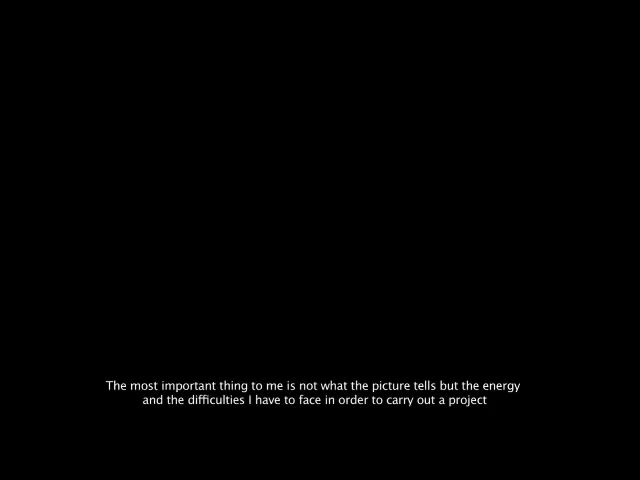 The most important thing to me is not what the picture tells but the energy
and the difficulties I have to face in order to carry out a project